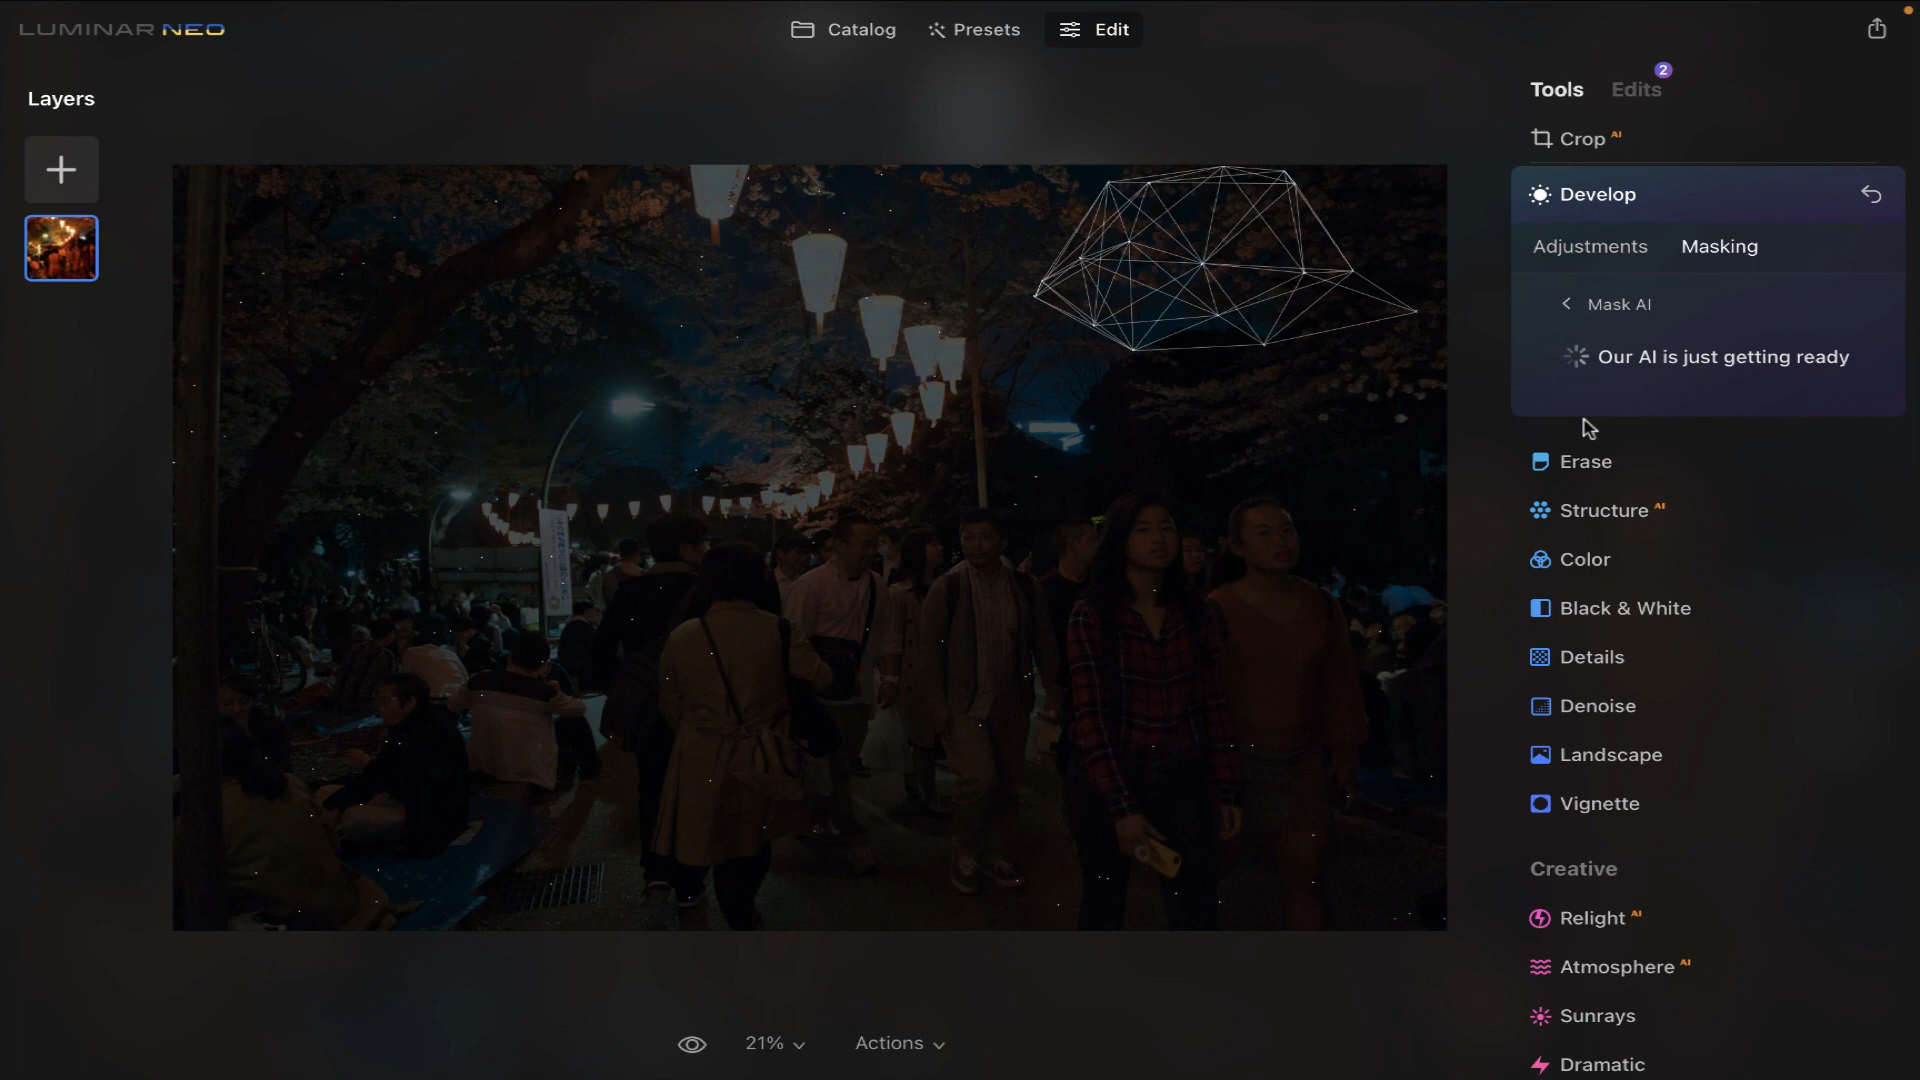 LUMINAR NEO
Catalog
Presets
Edit
Layers
Tools
Edits
2
Crop AI
Develop
Adjustments
Masking
Mask AI
Our AI is just getting ready
Erase
Structure AI
Color
Black & White
Details
Denoise
Landscape
Vignette
Creative
Relight AI
Atmosphere AI
Sunrays
Dramatic
21%
Actions